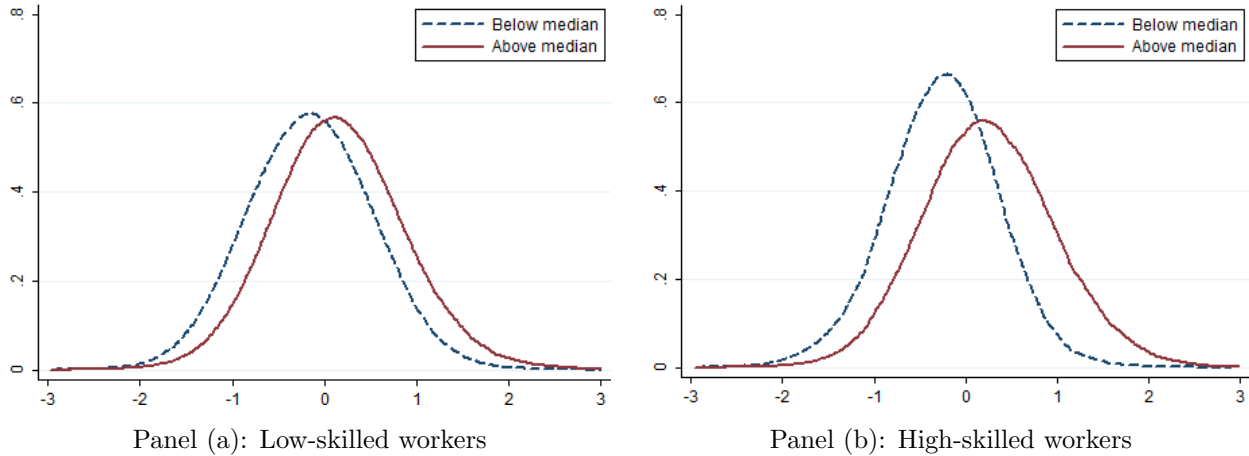 Below median
Above median
.8
.6
.4
.2
0
-3 -2 -1 0 1 2 3
Panel (a): Low-skilled workers
Below median
Above median
.8
.6
.4
.2
0
-3 -2 -1 0 1 2 3
Panel (b): High-skilled workers